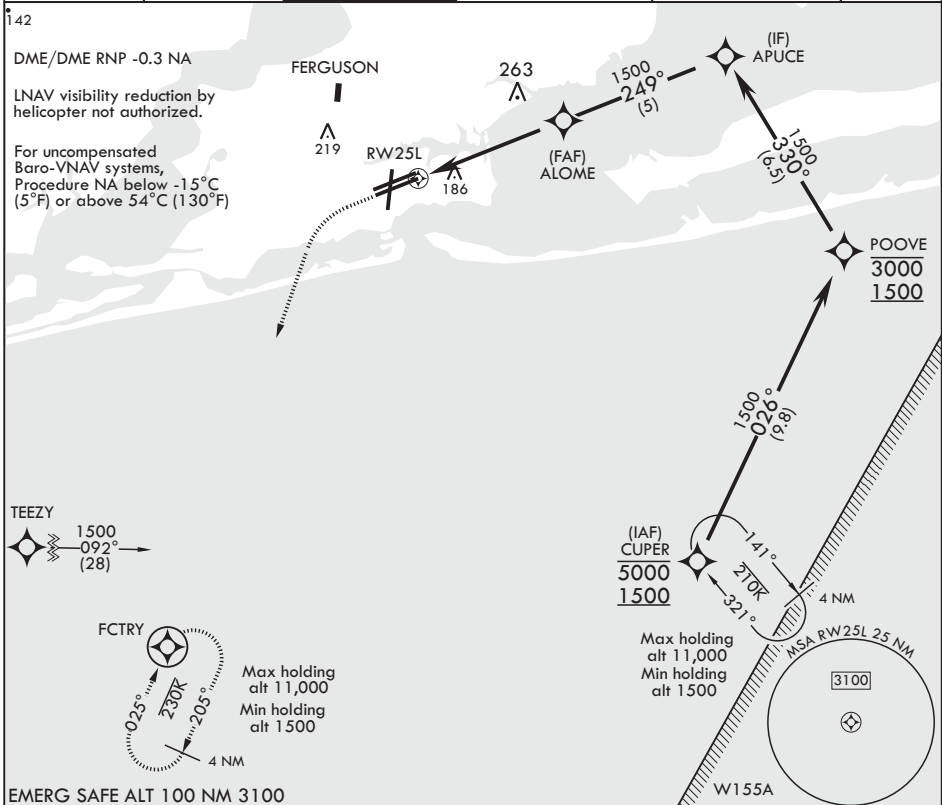 142
DME/DME RNP -0.3 NA
LNAV visibility reduction by
helicopter not authorized.
For uncompensated
Baro-VNAV systems,
Procedure NA below -15°C
(5°F) or above 54°C (130°F)
FERGUSON
219
263
RW25L
186
(FAF)
ALOME
1500
249°
(5)
(IF)
APUCE
1500
330°
(6.5)
POOVE
3000
1500
1500
026°
(9.8)
TEEZY
1500
092°
(28)
(IAF)
CUPER
5000
1500
141°
210K
321°
4 NM
Max holding
alt 11,000
Min holding
alt 1500
FCTRY
025°
230K
205°
4 NM
Max holding
alt 11,000
Min holding
alt 1500
MSA RW25L 25 NM
3100
W155A
EMERG SAFE ALT 100 NM 3100